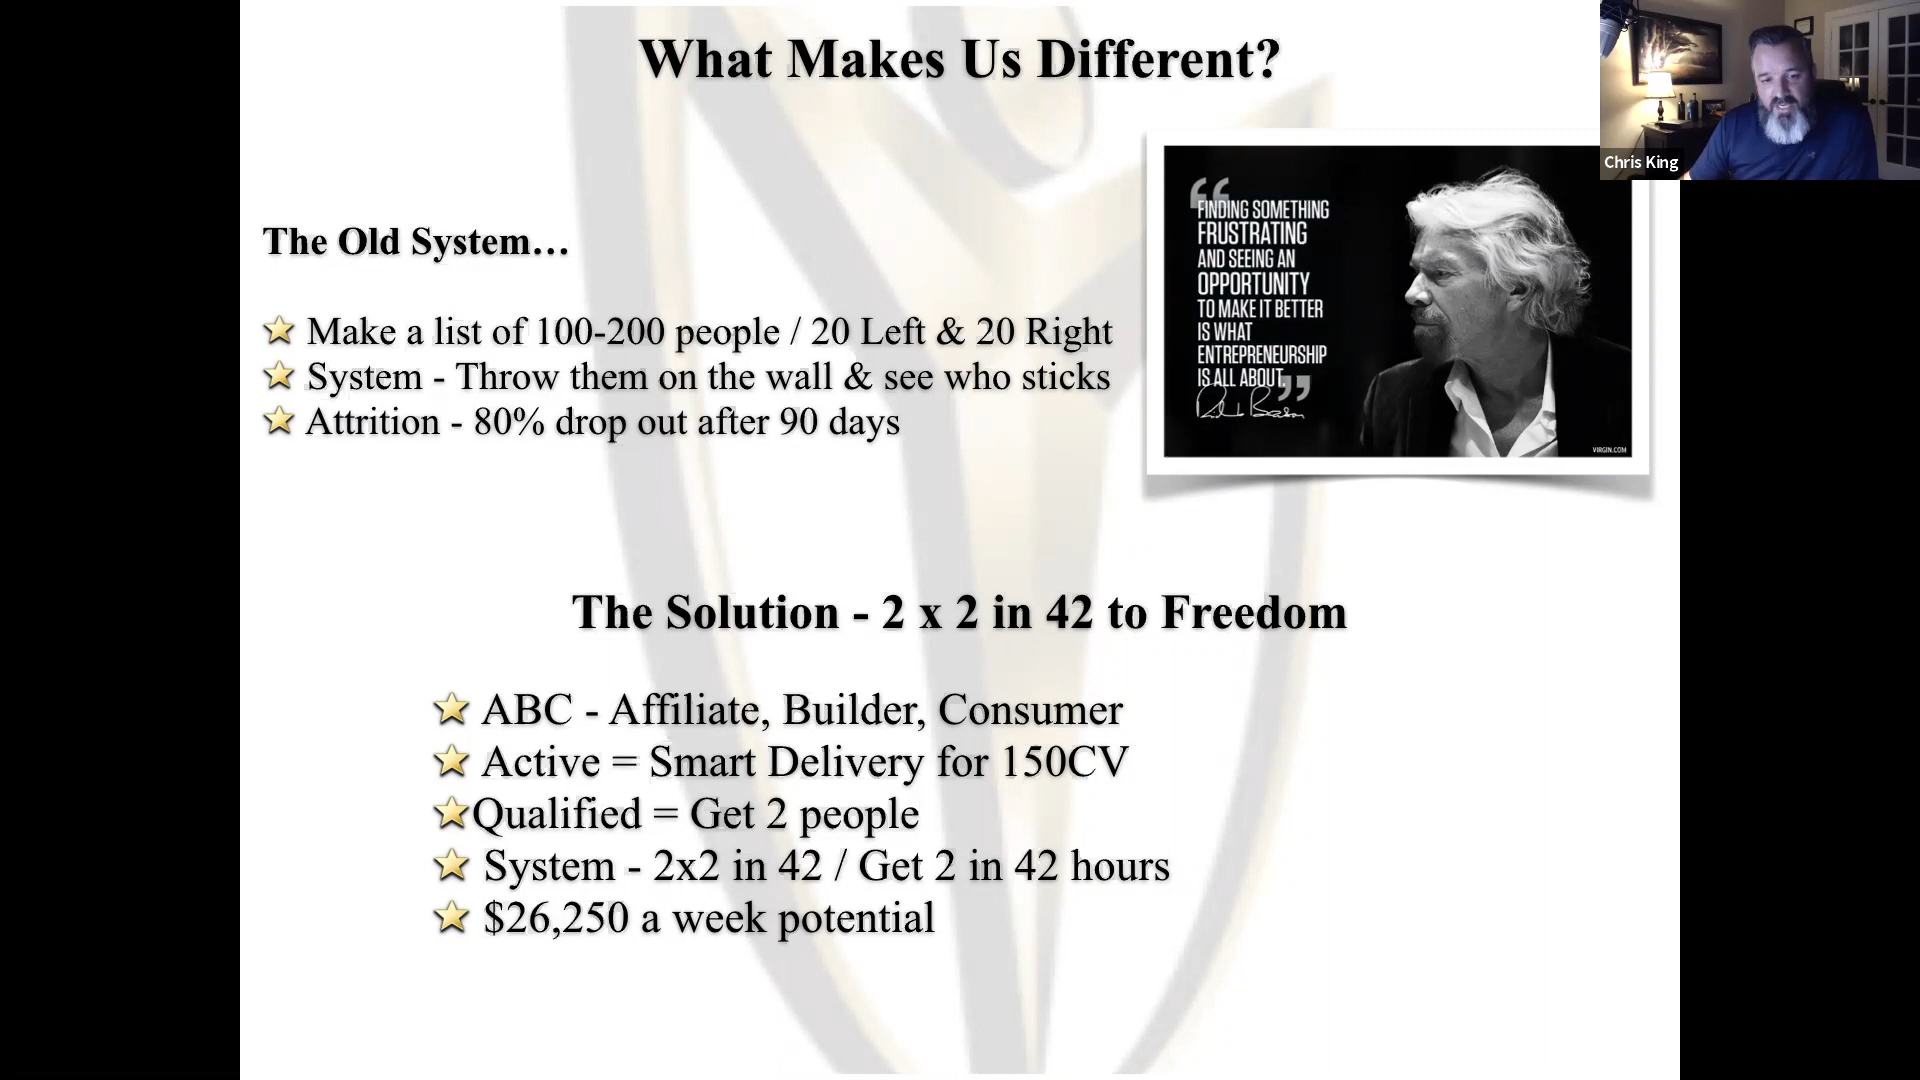 What Makes Us Different?
Chris King
The Old System...
Make a list of 100-200 people / 20 Left & 20 Right
System - Throw them on the wall & see who sticks
Attrition - 80% drop out after 90 days
“
FINDING SOMETHING
FRUSTRATING
AND SEEING AN
OPPORTUNITY
TO MAKE IT BETTER
IS WHAT
ENTREPRENEURSHIP
IS ALL ABOUT.”
VIRGIN.COM
The Solution - 2 x 2 in 42 to Freedom
ABC - Affiliate, Builder, Consumer
Active = Smart Delivery for 150CV
Qualified = Get 2 people
System - 2x2 in 42 / Get 2 in 42 hours
$26,250 a week potential